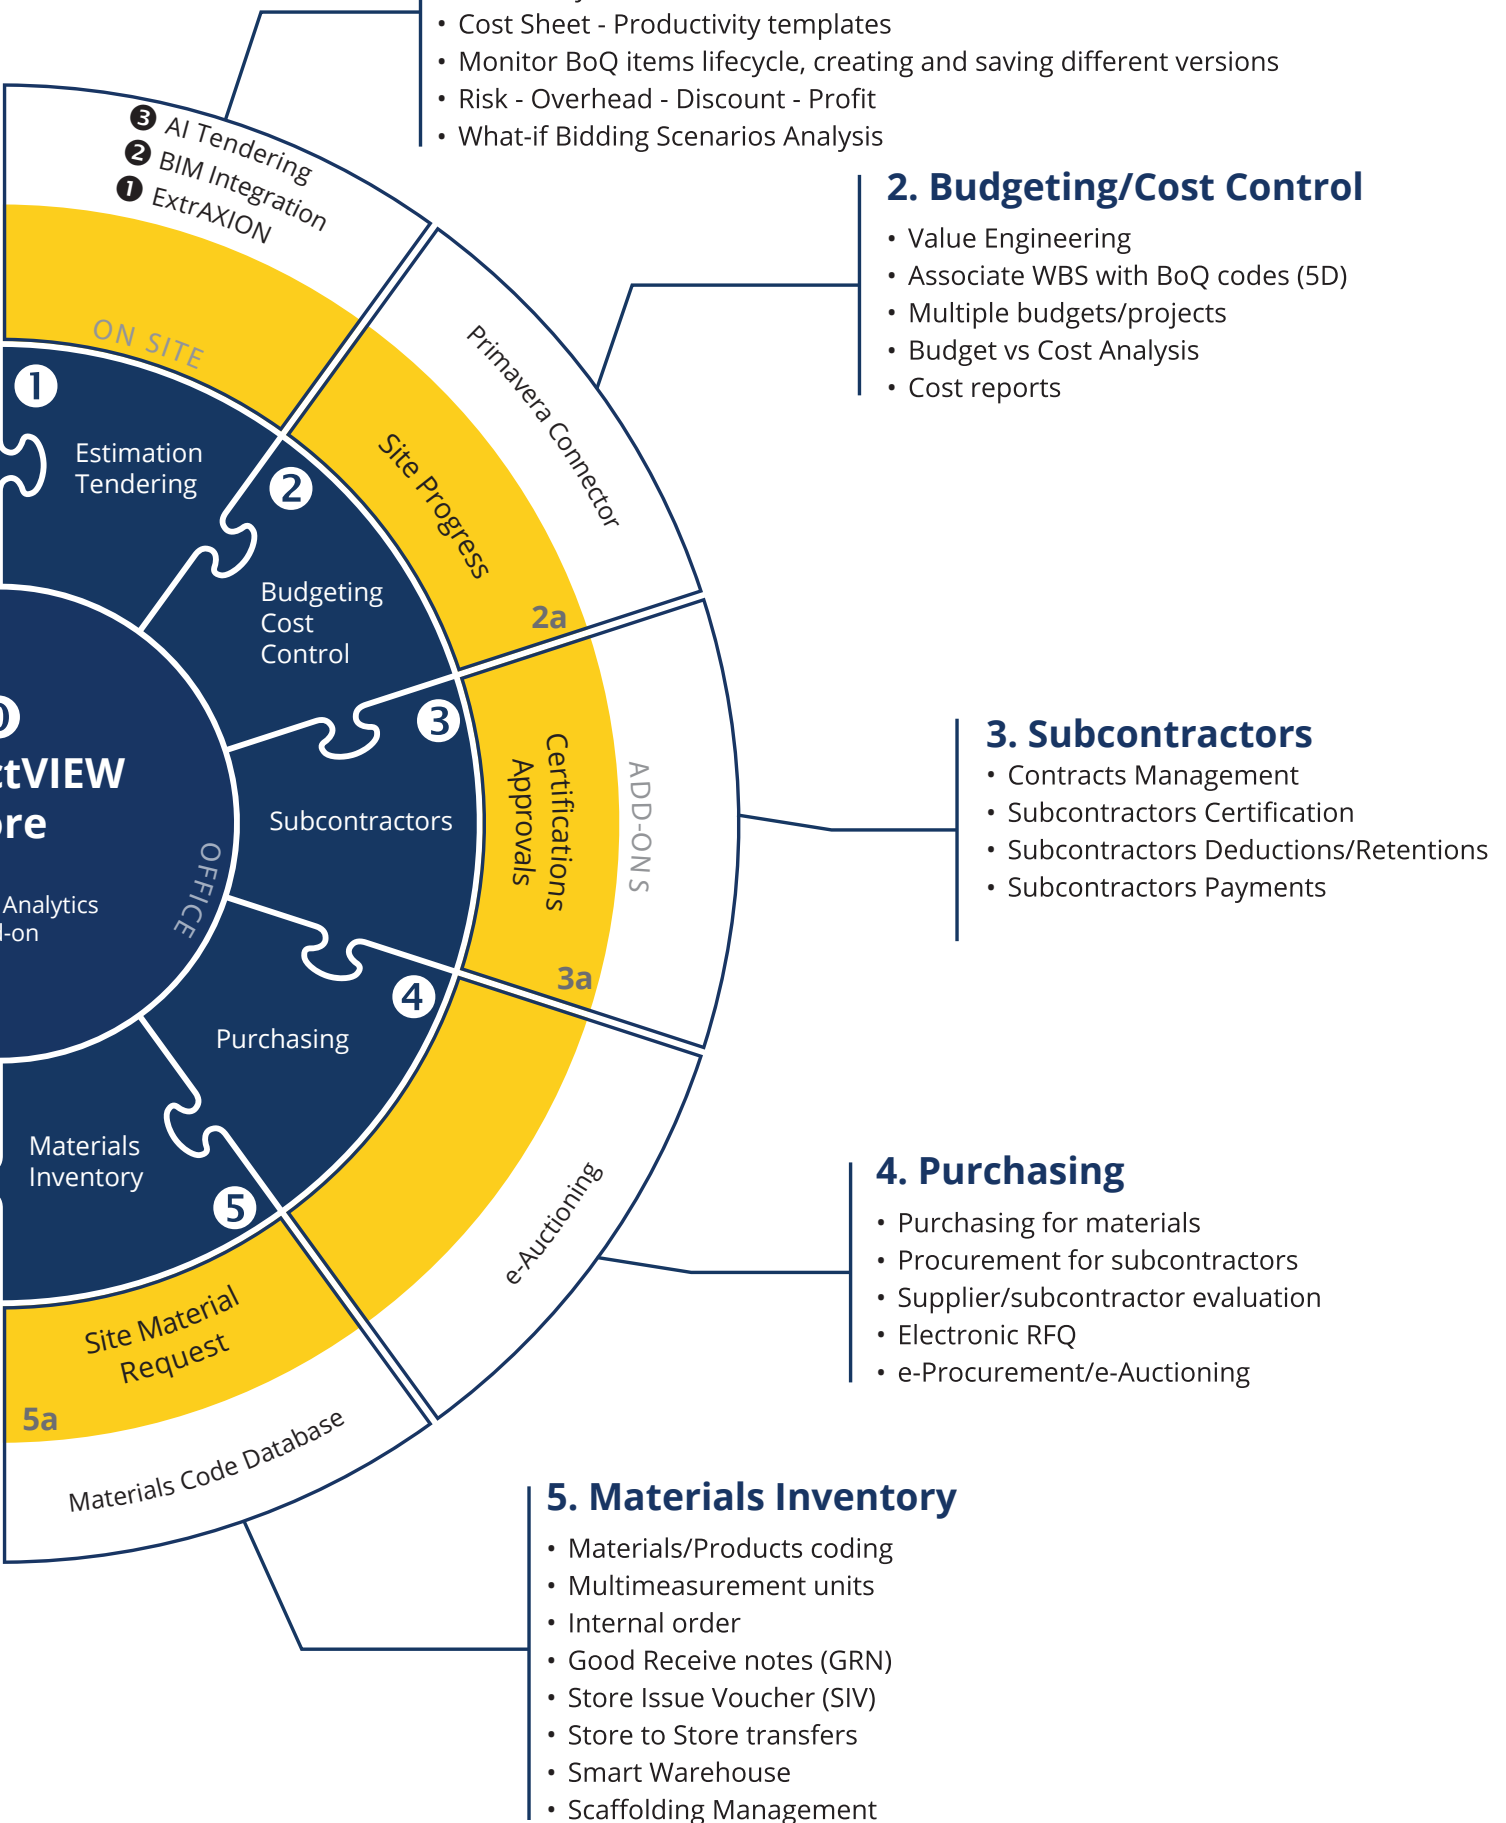 • Cost Sheet - Productivity templates
• Monitor BoQ items lifecycle, creating and saving different versions
• Risk - Overhead - Discount - Profit
• What-if Bidding Scenarios Analysis
3 AI Tendering
2 BIM Integration
1 ExtrAXION
ON SITE
1
Estimation
Tendering
2. Budgeting/Cost Control
• Value Engineering
• Associate WBS with BoQ codes (5D)
• Multiple budgets/projects
• Budget vs Cost Analysis
• Cost reports
Primavera Connector
Site Progress
2a
2
Budgeting
Cost
Control
3. Subcontractors
• Contracts Management
• Subcontractors Certification
• Subcontractors Deductions/Retentions
• Subcontractors Payments
ADD-ONS
Certifications
Approvals
3a
3
Subcontractors
0
ctVIEW
ore
Analytics
d-on
OFFICE
4
Purchasing
e-Auctioning
4. Purchasing
• Purchasing for materials
• Procurement for subcontractors
• Supplier/subcontractor evaluation
• Electronic RFQ
• e-Procurement/e-Auctioning
Materials
Inventory
5
Site Material
Request
5a
Materials Code Database
5. Materials Inventory
• Materials/Products coding
• Multimeasurement units
• Internal order
• Good Receive notes (GRN)
• Store Issue Voucher (SIV)
• Store to Store transfers
• Smart Warehouse
• Scaffolding Management